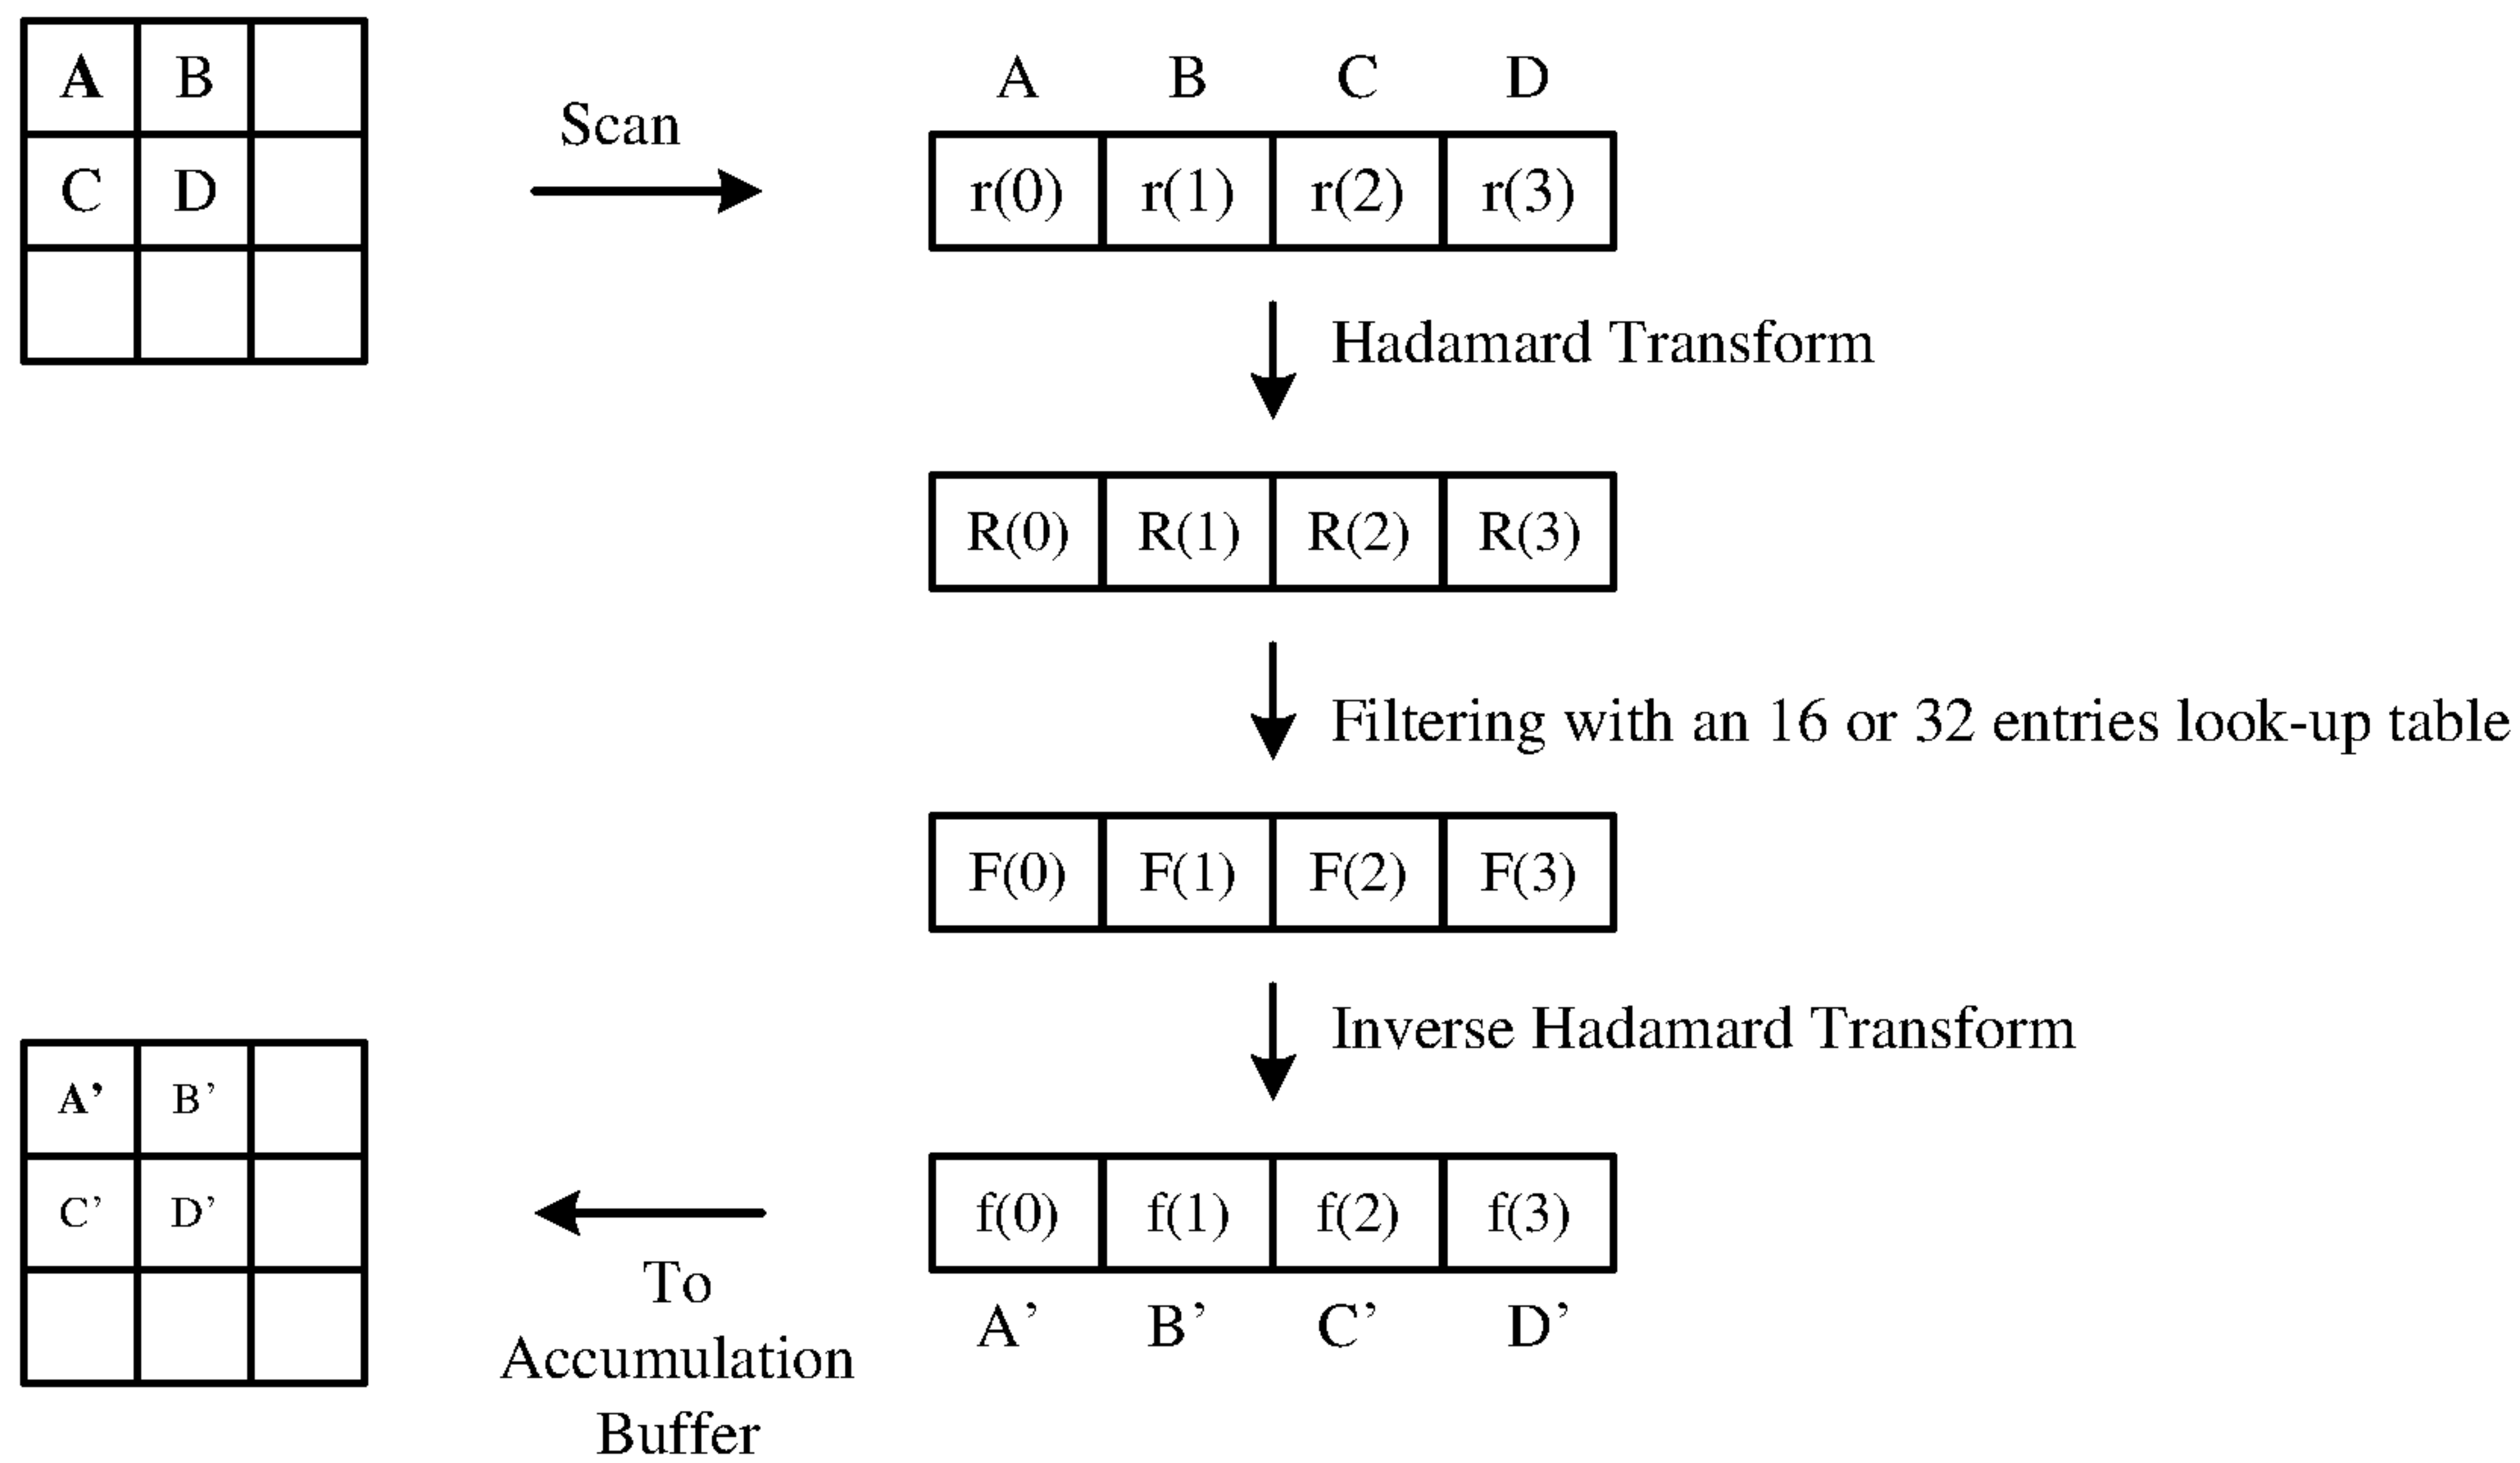 A B
C D
Scan
A B C D
r(0) r(1) r(2) r(3)
Hadamard Transform
R(0) R(1) R(2) R(3)
Filtering with an 16 or 32 entries look-up table
F(0) F(1) F(2) F(3)
Inverse Hadamard Transform
f(0) f(1) f(2) f(3)
A’ B’ C’ D’
To
Accumulation
Buffer
A’ B’
C’ D’